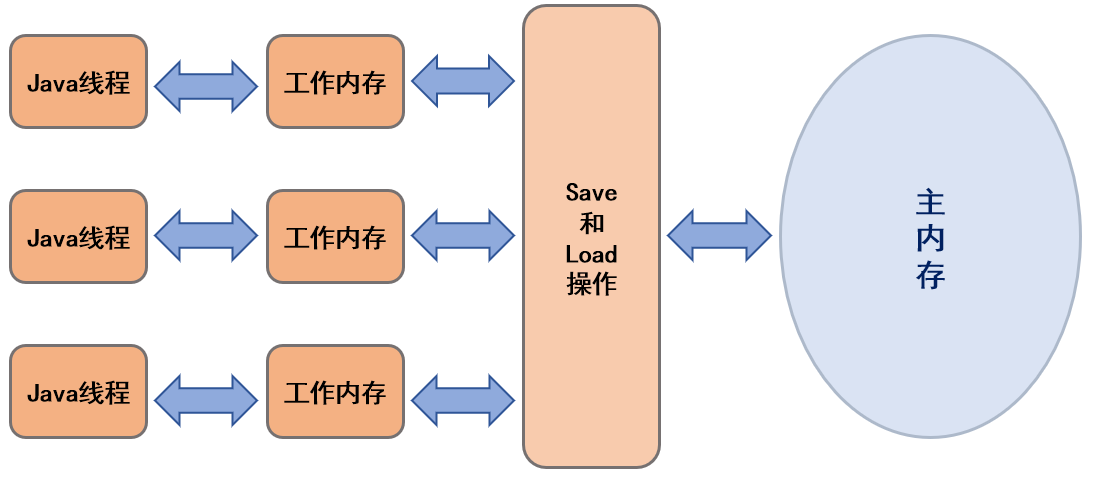 Java线程
工作内存
Java线程
工作内存
Java线程
工作内存
Save
和
Load
操作
主
内
存